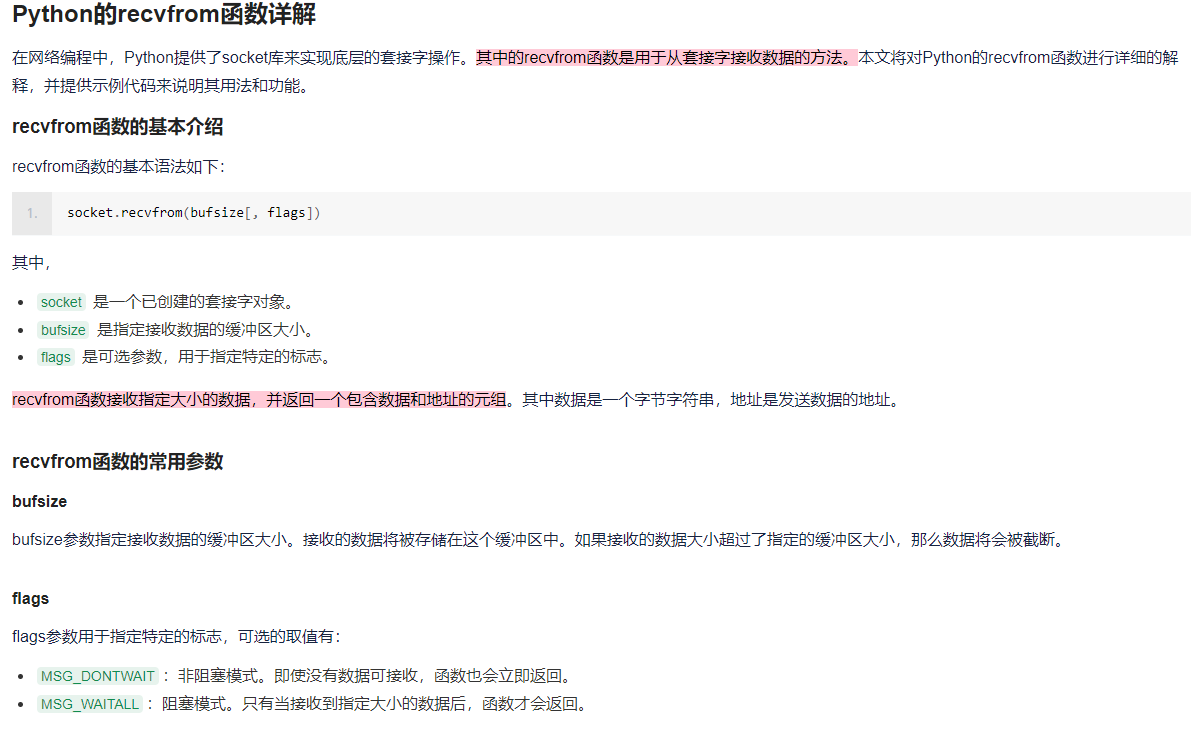 Python的recvfrom函数详解
在网络编程中，Python提供了socket库来实现底层的套接字操作。其中的recvfrom函数是用于从套接字接收数据的方法。本文将对Python的recvfrom函数进行详细的解
释，并提供示例代码来说明其用法和功能。
recvfrom函数的基本介绍
recvfrom函数的基本语法如下：
1. socket.recvfrom(bufsize[, flags])
其中，
• socket 是一个已创建的套接字对象。
• bufsize 是指定接收数据的缓冲区大小。
• flags 是可选参数，用于指定特定的标志。
recvfrom函数接收指定大小的数据，并返回一个包含数据和地址的元组。其中数据是一个字节字符串，地址是发送数据的地址。
recvfrom函数的常用参数
bufsize
bufsize参数指定接收数据的缓冲区大小。接收的数据将被存储在这个缓冲区中。如果接收的数据大小超过了指定的缓冲区大小，那么数据将会被截断。
flags
flags参数用于指定特定的标志，可选的取值有：
• MSG_DONTWAIT ：非阻塞模式。即使没有数据可接收，函数也会立即返回。
• MSG_WAITALL ：阻塞模式。只有当接收到指定大小的数据后，函数才会返回。